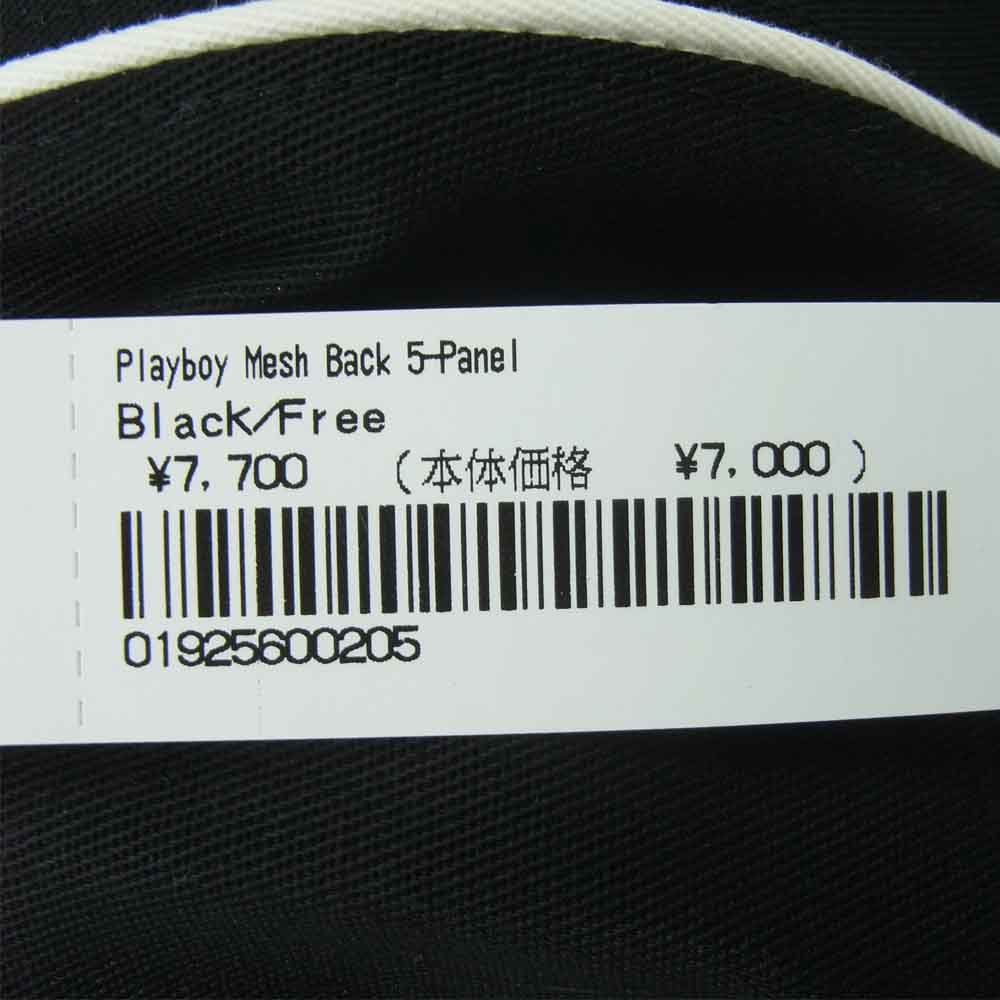 Playboy Mesh Back 5-Panel
Black/Free
¥7,700 (本体価格 ¥7,000)
01925600205